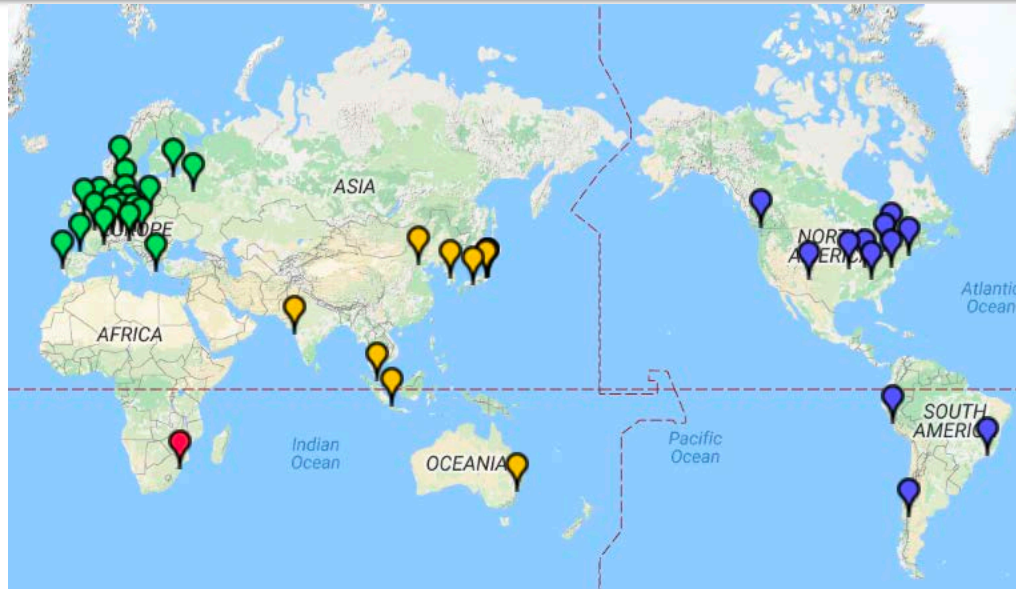 ASIA
EUROPE
NORTH
AMERICA
Atlantic
Ocean
AFRICA
SOUTH
AMERICA
Indian
Ocean
OCEANIA
Pacific
Ocean